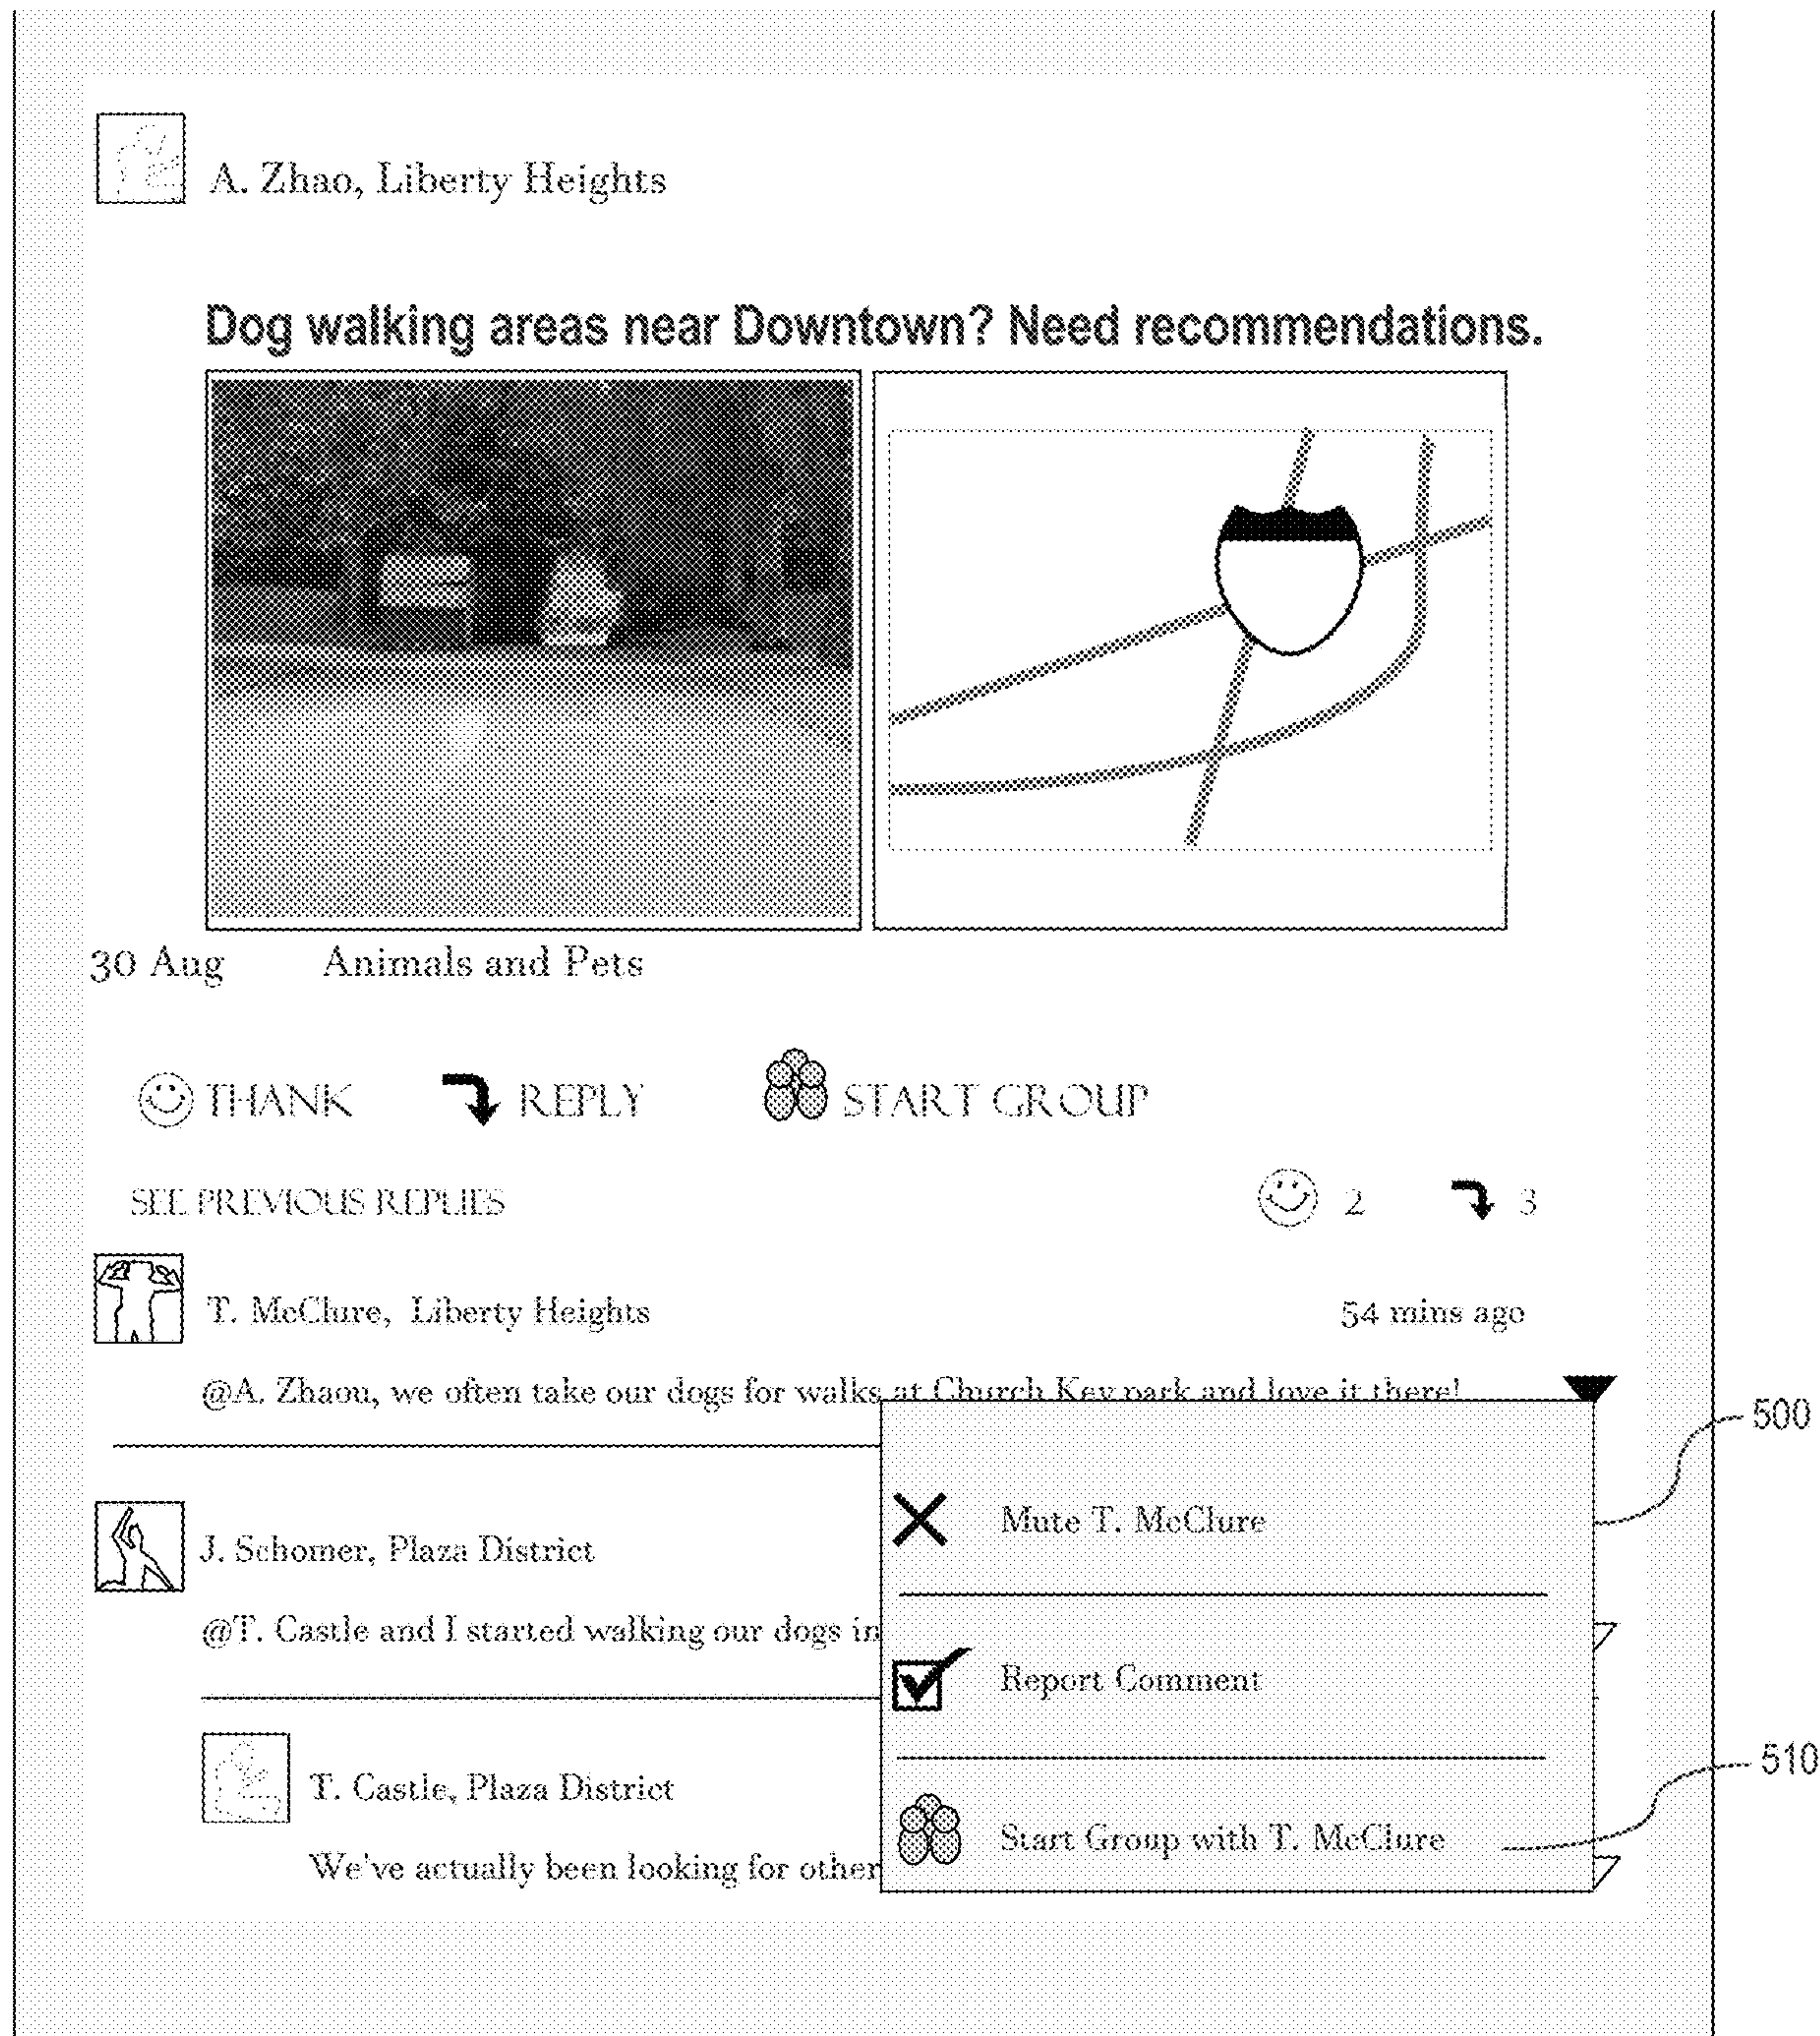 A. Zhao, Liberty Heights
Dog walking areas near Downtown? Need recommendations.
30 Aug Animals and Pets
THANK REPLY START GROUP
SEE PREVIOUS REPLIES 2 3
T. McClure, Liberty Heights 54 mins ago
@A. Zhaou, we often take our dogs for walks at Church Key park and love it there!
500
Mute T. McClure
J. Schomer, Plaza District
@T. Castle and I started walking our dogs in
Report Comment
510
T. Castle, Plaza District
Start Group with T. McClure
We've actually been looking for other